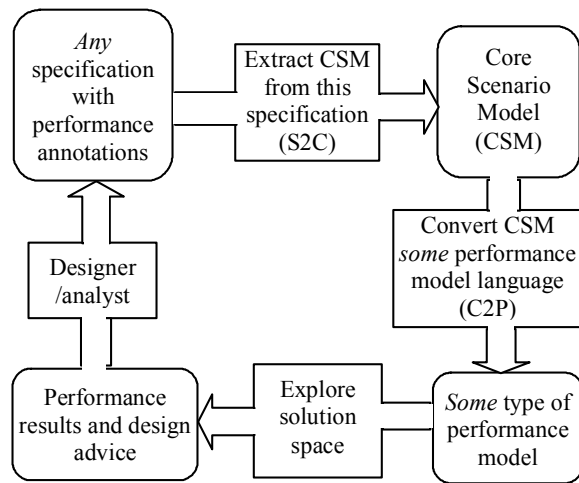 Any
specification
with
performance
annotations
Extract CSM
from this
specification
(S2C)
Core
Scenario
Model
(CSM)
Convert CSM
some performance
model language
(C2P)
Some type of
performance
model
Explore
solution
space
Performance
results and design
advice
Designer
/analyst